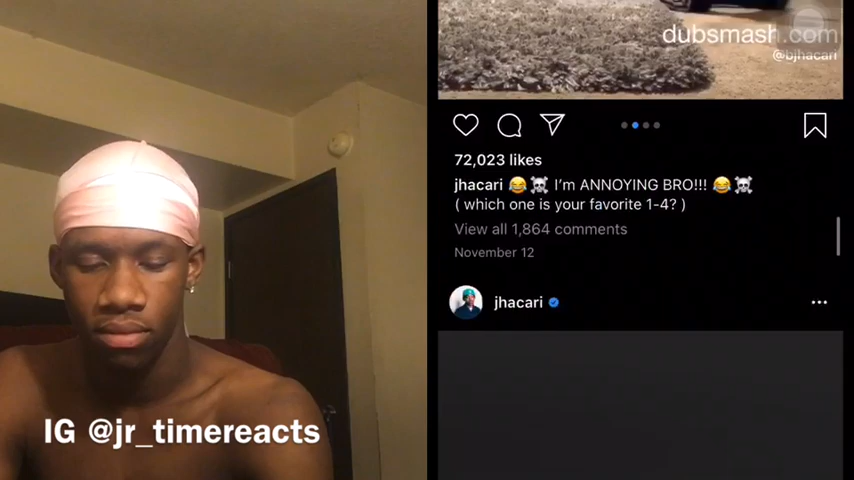 IG @jr_timereacts
dubsmash.com
@bjhacari
72,023 likes
jhacari 😂☠️ I'm ANNOYING BRO!!! 😂☠️
( which one is your favorite 1-4? )
View all 1,864 comments
November 12
jhacari